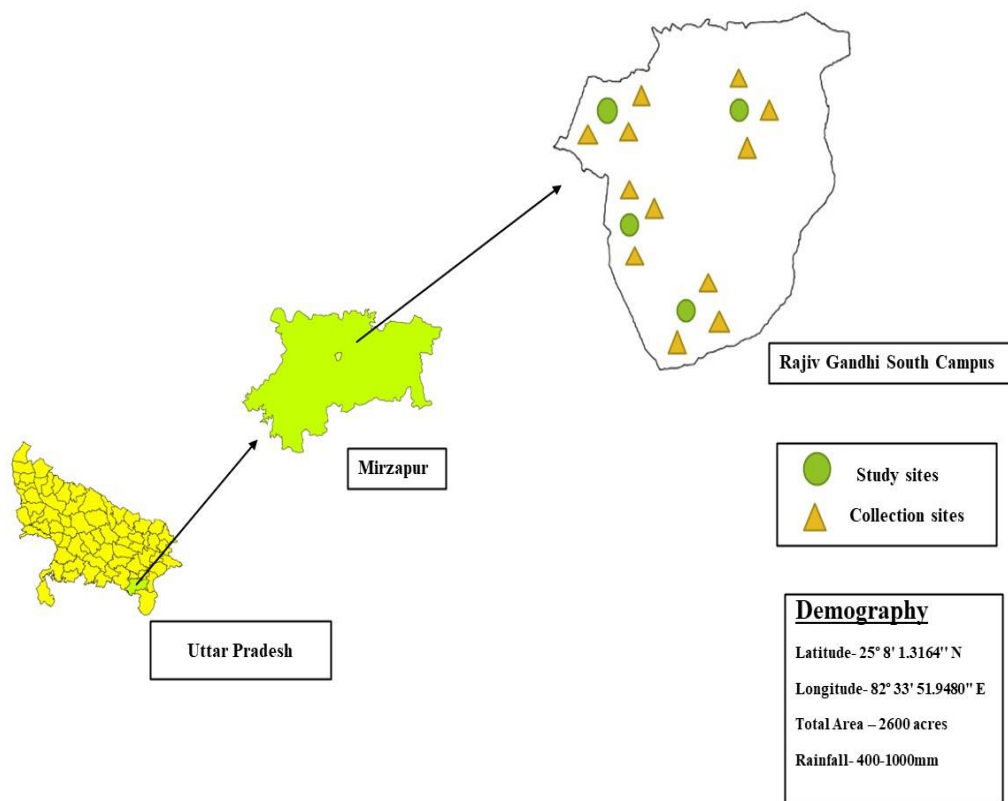 Rajiv Gandhi South Campus
Mirzapur
Study sites
Collection sites
Uttar Pradesh
Demography
Latitude- 25° 8' 1.3164'' N
Longitude- 82° 33' 51.9480" E
Total Area – 2600 acres
Rainfall- 400-1000mm